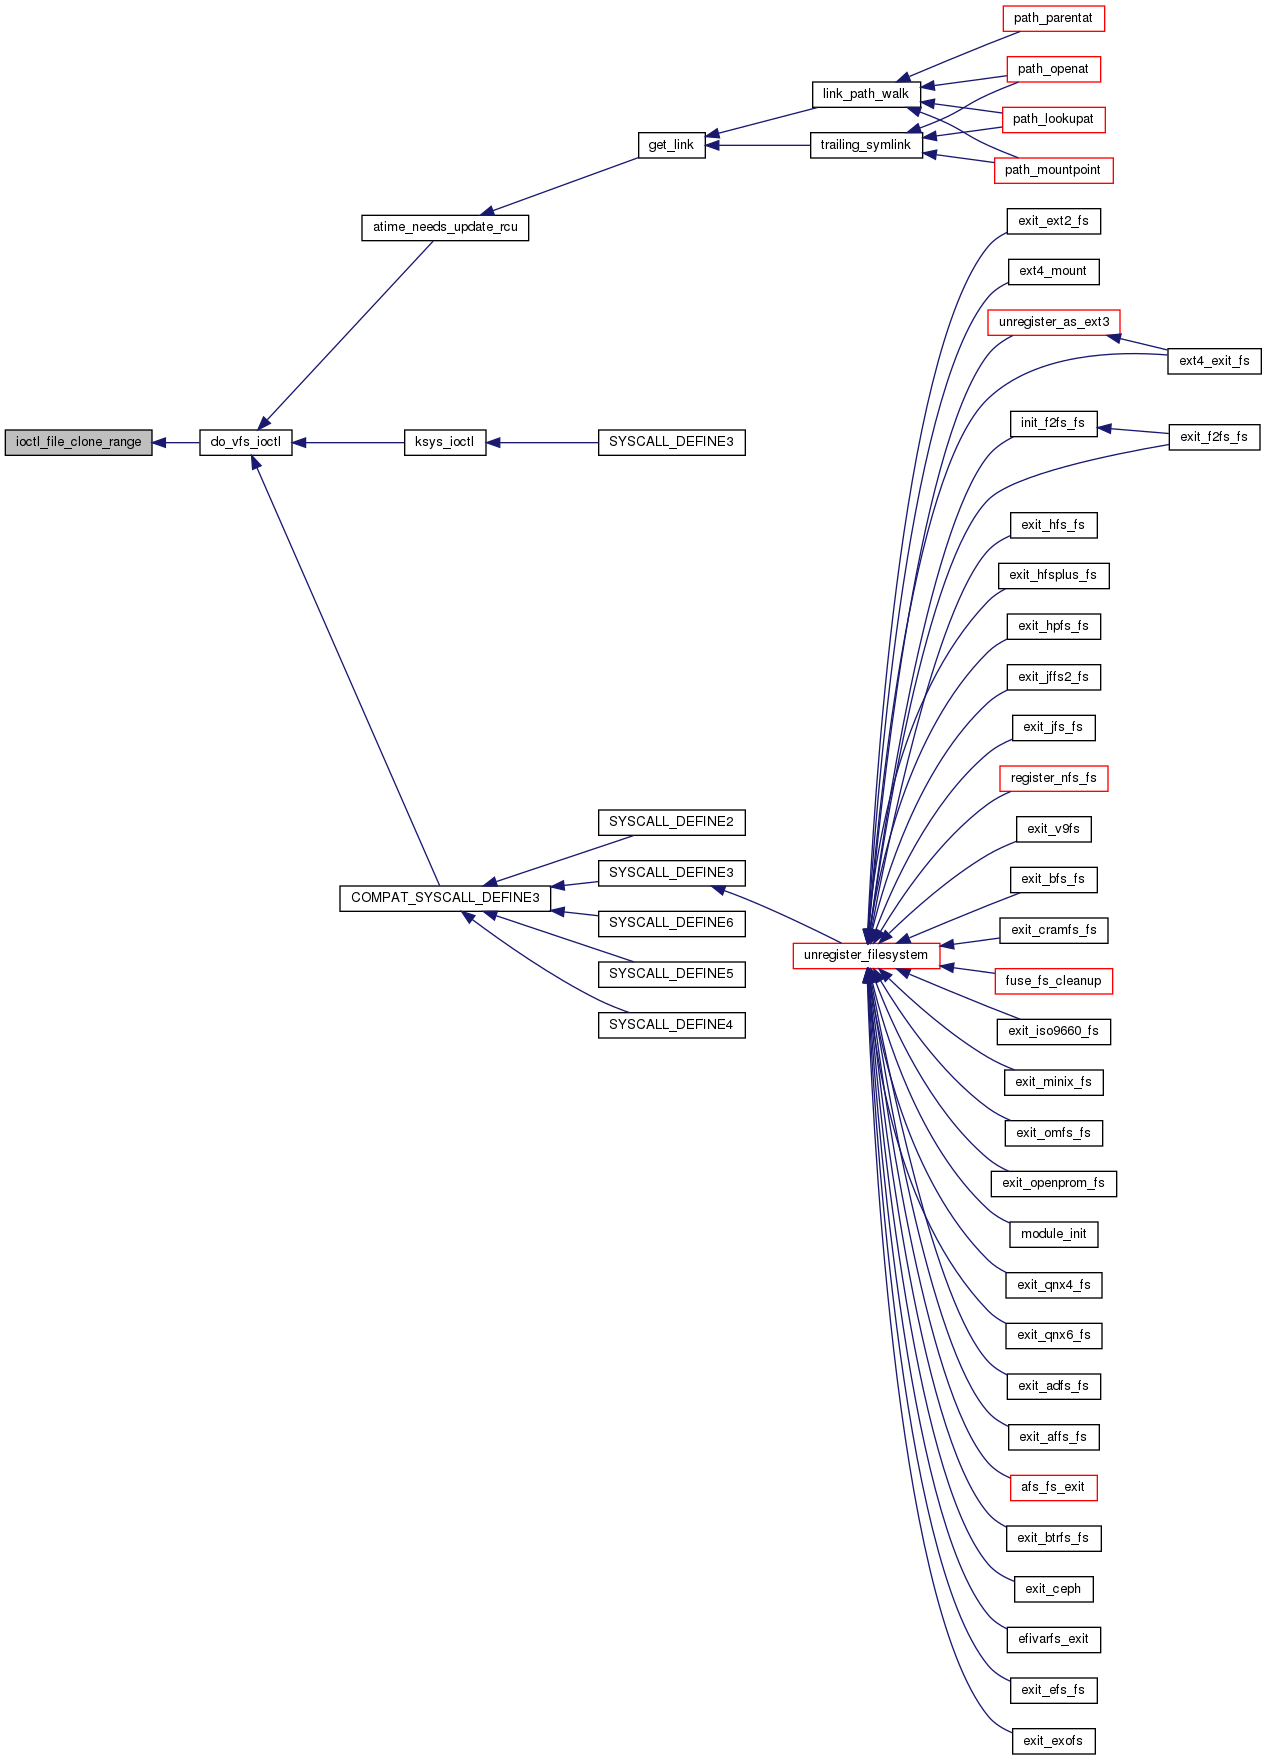 path_parentat
path_openat
link_path_walk
path_lookupat
get_link
trailing_symlink
path_mountpoint
atime_needs_update_rcu
exit_ext2_fs
ext4_mount
unregister_as_ext3
ext4_exit_fs
init_f2fs_fs
exit_f2fs_fs
ioctl_file_clone_range
do_vfs_ioctl
ksys_ioctl
SYSCALL_DEFINE3
exit_hfs_fs
exit_hfsplus_fs
exit_hpfs_fs
exit_jffs2_fs
exit_jfs_fs
register_nfs_fs
SYSCALL_DEFINE2
exit_v9fs
SYSCALL_DEFINE3
exit_bfs_fs
COMPAT_SYSCALL_DEFINE3
SYSCALL_DEFINE6
exit_cramfs_fs
unregister_filesystem
SYSCALL_DEFINE5
fuse_fs_cleanup
SYSCALL_DEFINE4
exit_iso9660_fs
exit_minix_fs
exit_omfs_fs
exit_openprom_fs
module_init
exit_qnx4_fs
exit_qnx6_fs
exit_adfs_fs
exit_affs_fs
afs_fs_exit
exit_btrfs_fs
exit_ceph
efivarfs_exit
exit_efs_fs
exit_exofs